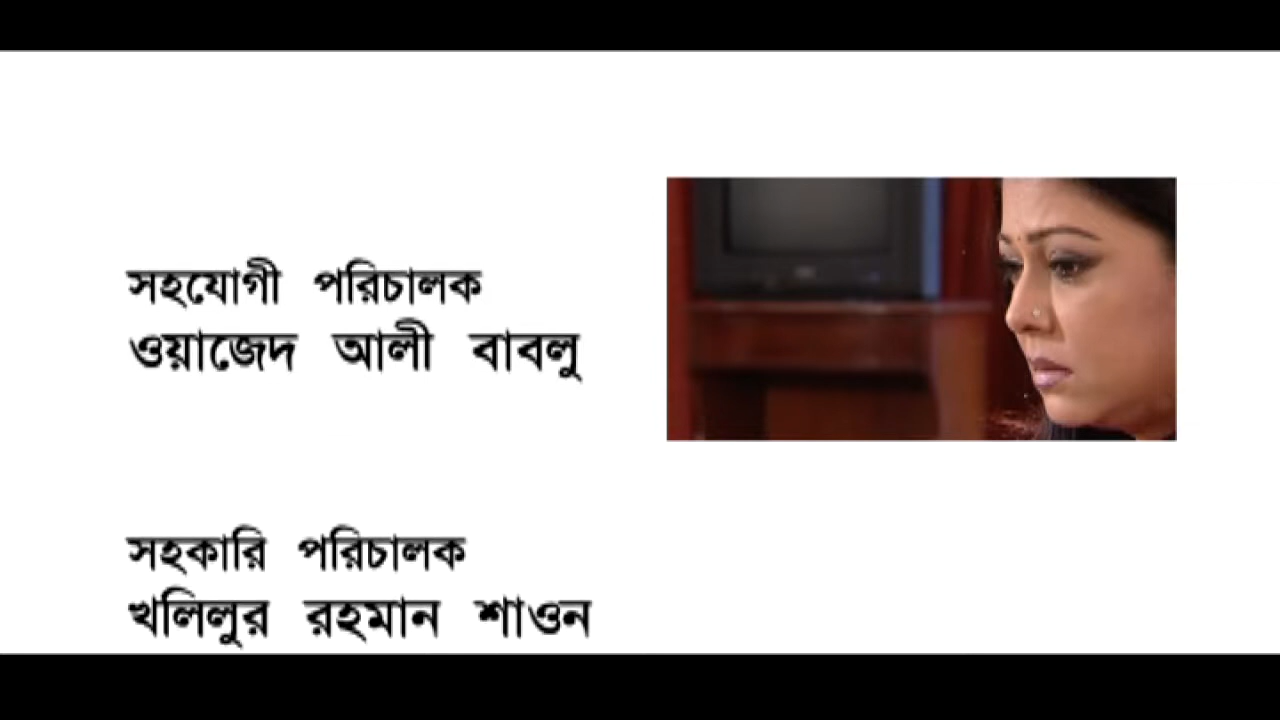 সহযোগী পরিচালক
ওয়াজেদ আলী বাবলু
সহকারি পরিচালক
খলিলুর রহমান শাওন